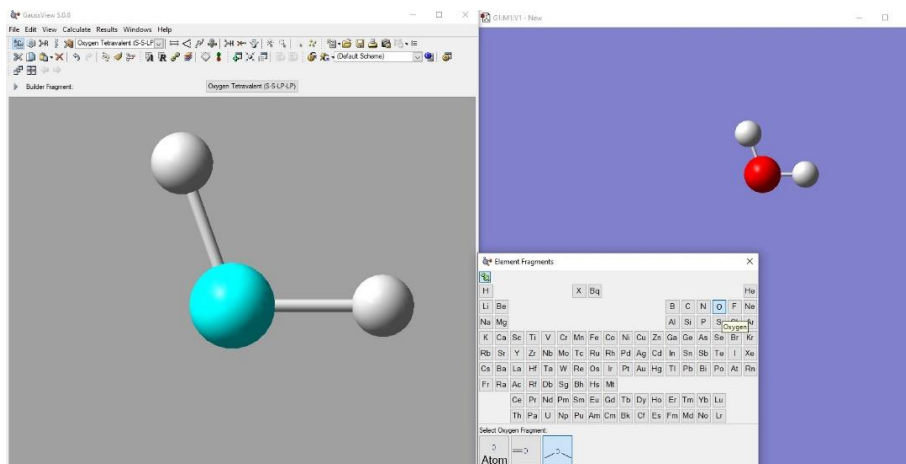 GaussView 5.0.8
File Edit View Calculate Results Windows Help
Oxygen Tetravalent (S-S-LP
(Default Scheme)
Builder Fragment:
Oxygen Tetravalent (S-S-LP-LP)
G1:M1:V1 - New
Element Fragments
H X Bq He
Li Be B C N O F Ne
Na Mg Al Si P S Ar
Oxygen
K Ca Sc Ti V Cr Mn Fe Co Ni Cu Zn Ga Ge As Se Br Kr
Rb Sr Y Zr Nb Mo Tc Ru Rh Pd Ag Cd In Sn Sb Te I Xe
Cs Ba La Hf Ta W Re Os Ir Pt Au Hg Tl Pb Bi Po At Rn
Fr Ra Ac Rf Db Sg Bh Hs Mt
Ce Pr Nd Pm Sm Eu Gd Tb Dy Ho Er Tm Yb Lu
Th Pa U Np Pu Am Cm Bk Cf Es Fm Md No Lr
Select Oxygen Fragment:
Atom